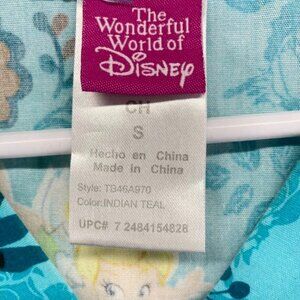 The
Wonderful
World of
Disney
CH
S
Hecho en China
Made in China
Style: TB46A970
Color: INDIAN TEAL
UPC# 7 2484154828